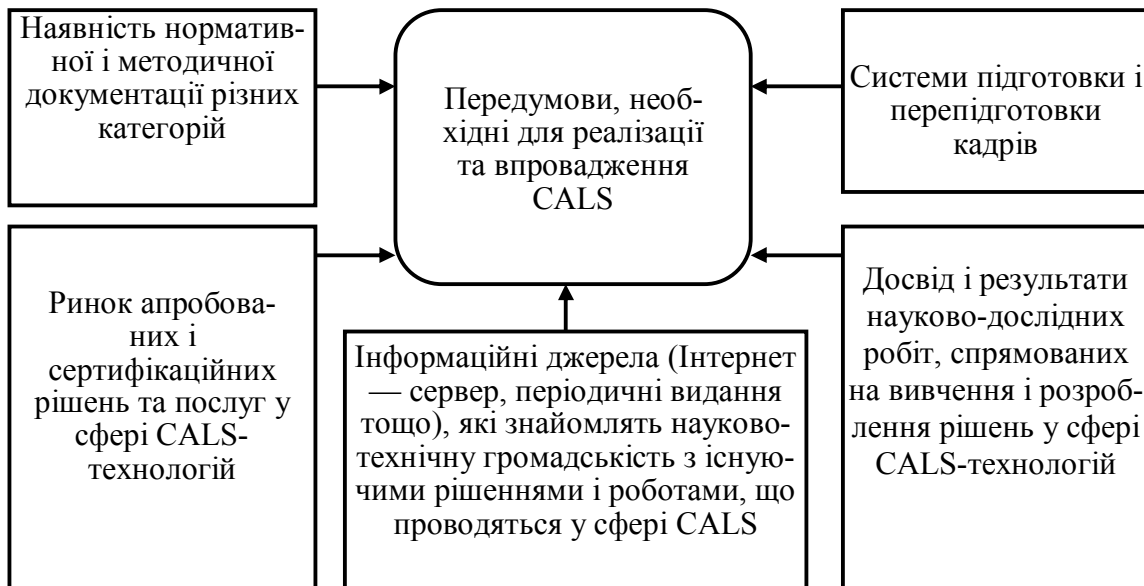 Наявність норматив-
ної і методичної
документації різних
категорій
Передумови, необ-
хідні для реалізації
та впровадження
CALS
Системи підготовки і
перепідготовки
кадрів
Ринок апробова-
них і
сертифікаційних
рішень та послуг у
сфері CALS-
технологій
Інформаційні джерела (Інтернет
— сервер, періодичні видання
тощо), які знайомлять науково-
технічну громадськість з існую-
чими рішеннями і роботами, що
проводяться у сфері CALS
Досвід і результати
науково-дослідних
робіт, спрямованих
на вивчення і розроб-
лення рішень у сфері
CALS-технологій